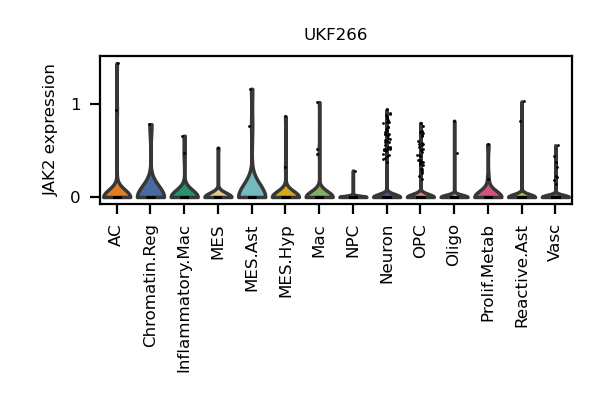 UKF266
JAK2 expression
1
0
AC
Chromatin.Reg
Inflammatory.Mac
MES
MES.Ast
MES.Hyp
Mac
NPC
Neuron
OPC
Oligo
Prolif.Metab
Reactive.Ast
Vasc